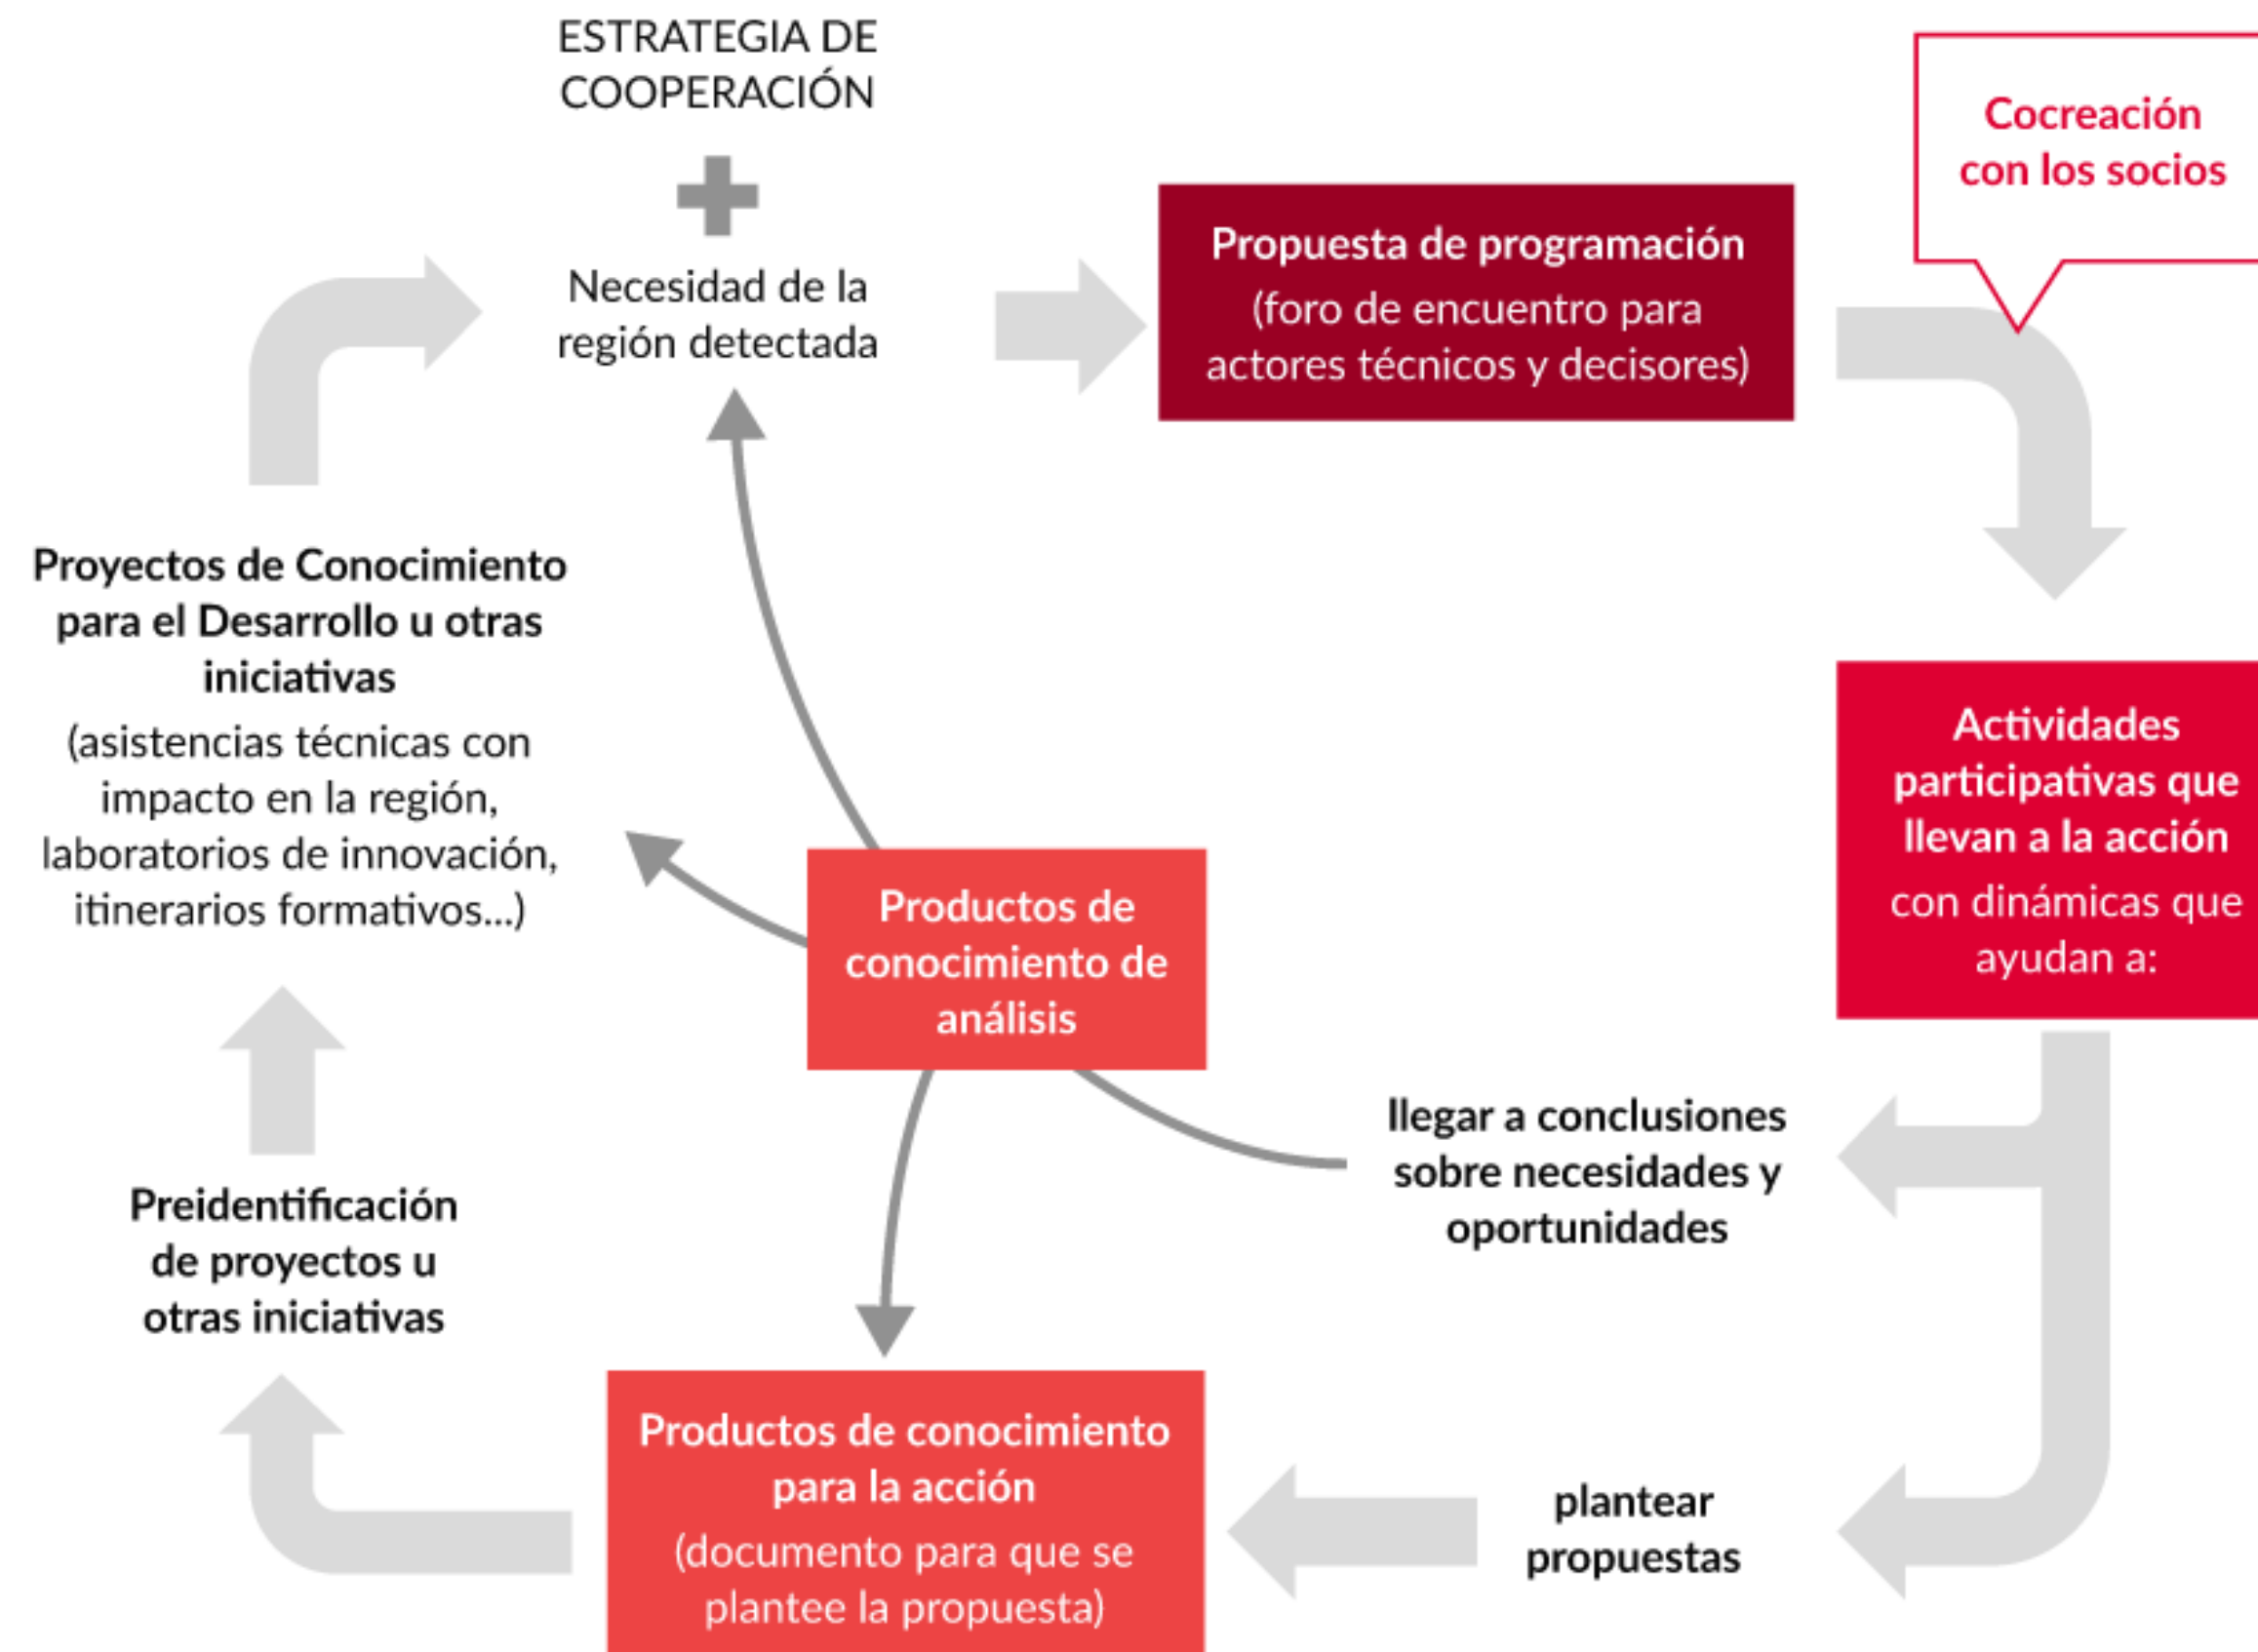 ESTRATEGIA DE
COOPERACIÓN
Necesidad de la
región detectada
Propuesta de programación
(foro de encuentro para
actores técnicos y decisores)
Cocreación
con los socios
Actividades
participativas que
llevan a la acción
con dinámicas que
ayudan a:
llegar a conclusiones
sobre necesidades y
oportunidades
plantear
propuestas
Productos de
conocimiento de
análisis
Productos de conocimiento
para la acción
(documento para que se
plantee la propuesta)
Preidentificación
de proyectos u
otras iniciativas
Proyectos de Conocimiento
para el Desarrollo u otras
iniciativas
(asistencias técnicas con
impacto en la región,
laboratorios de innovación,
itinerarios formativos...)